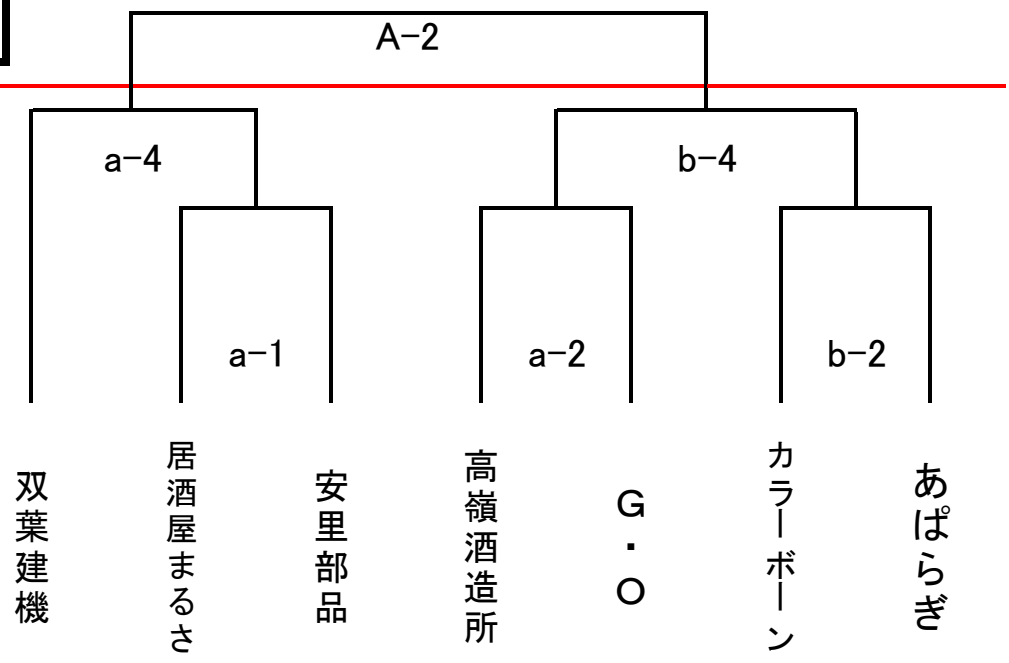 A-2
a-4
b-4
a-1
a-2
b-2
双葉建機
居酒屋まるさ
安里部品
高嶺酒造所
G・O
カラーボーン
あぱらぎ